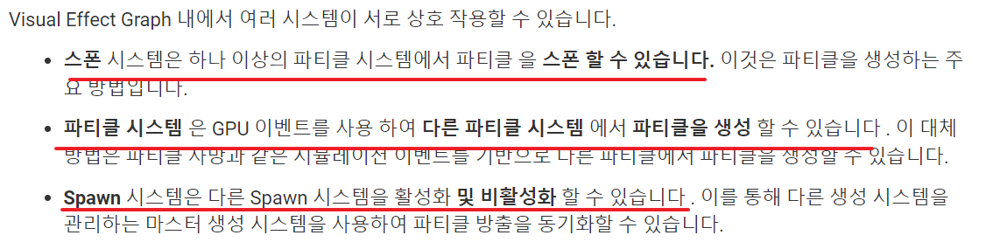 Visual Effect Graph 내에서 여러 시스템이 서로 상호 작용할 수 있습니다.
• 스폰 시스템은 하나 이상의 파티클 시스템에서 파티클 을 스폰 할 수 있습니다. 이것은 파티클을 생성하는 주
요 방법입니다.
• 파티클 시스템 은 GPU 이벤트를 사용 하여 다른 파티클 시스템 에서 파티클을 생성 할 수 있습니다 . 이 대체
방법은 파티클 사망과 같은 시뮬레이션 이벤트를 기반으로 다른 파티클에서 파티클을 생성할 수 있습니다.
• Spawn 시스템은 다른 Spawn 시스템을 활성화 및 비활성화 할 수 있습니다 . 이를 통해 다른 생성 시스템을
관리하는 마스터 생성 시스템을 사용하여 파티클 방출을 동기화할 수 있습니다.